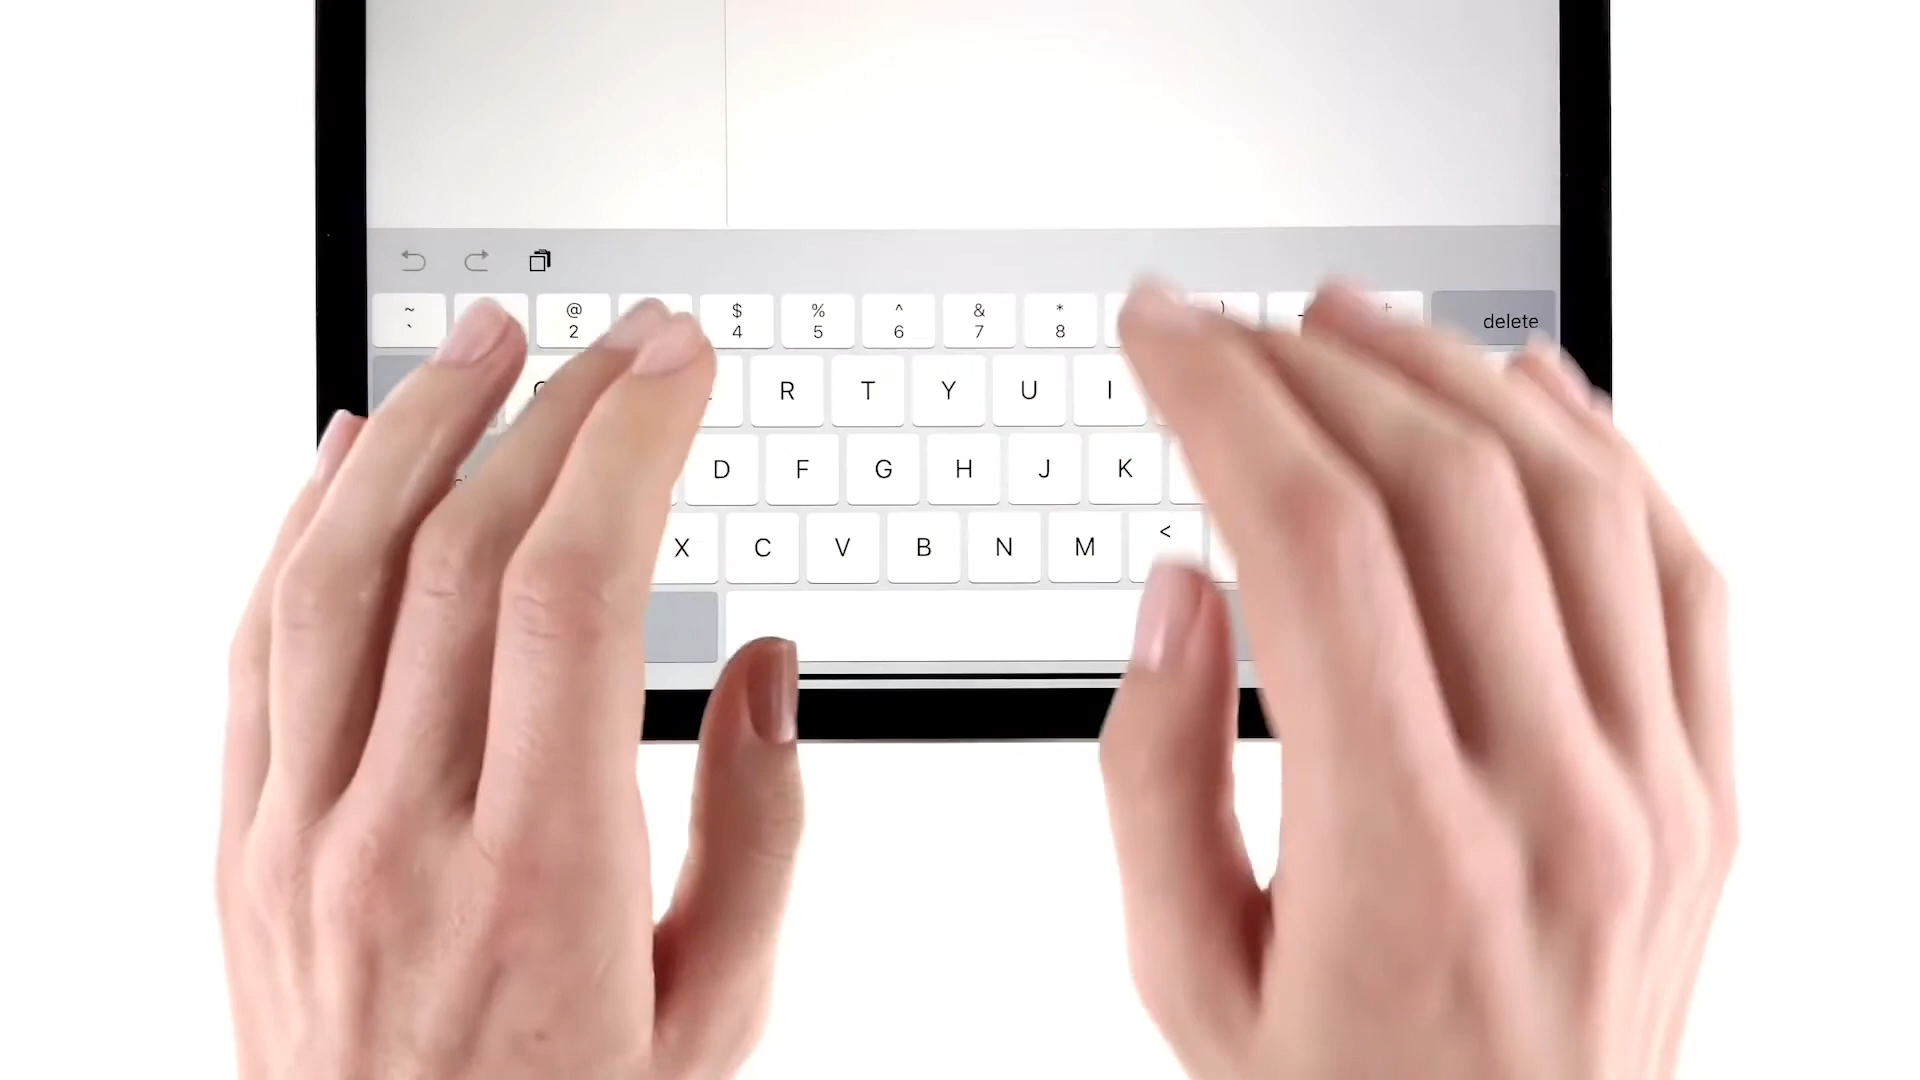 ~ @ $ % ^ & * ) +
` 2 4 5 6 7 8 delete
R T Y U I
D F G H J K
X C V B N M <